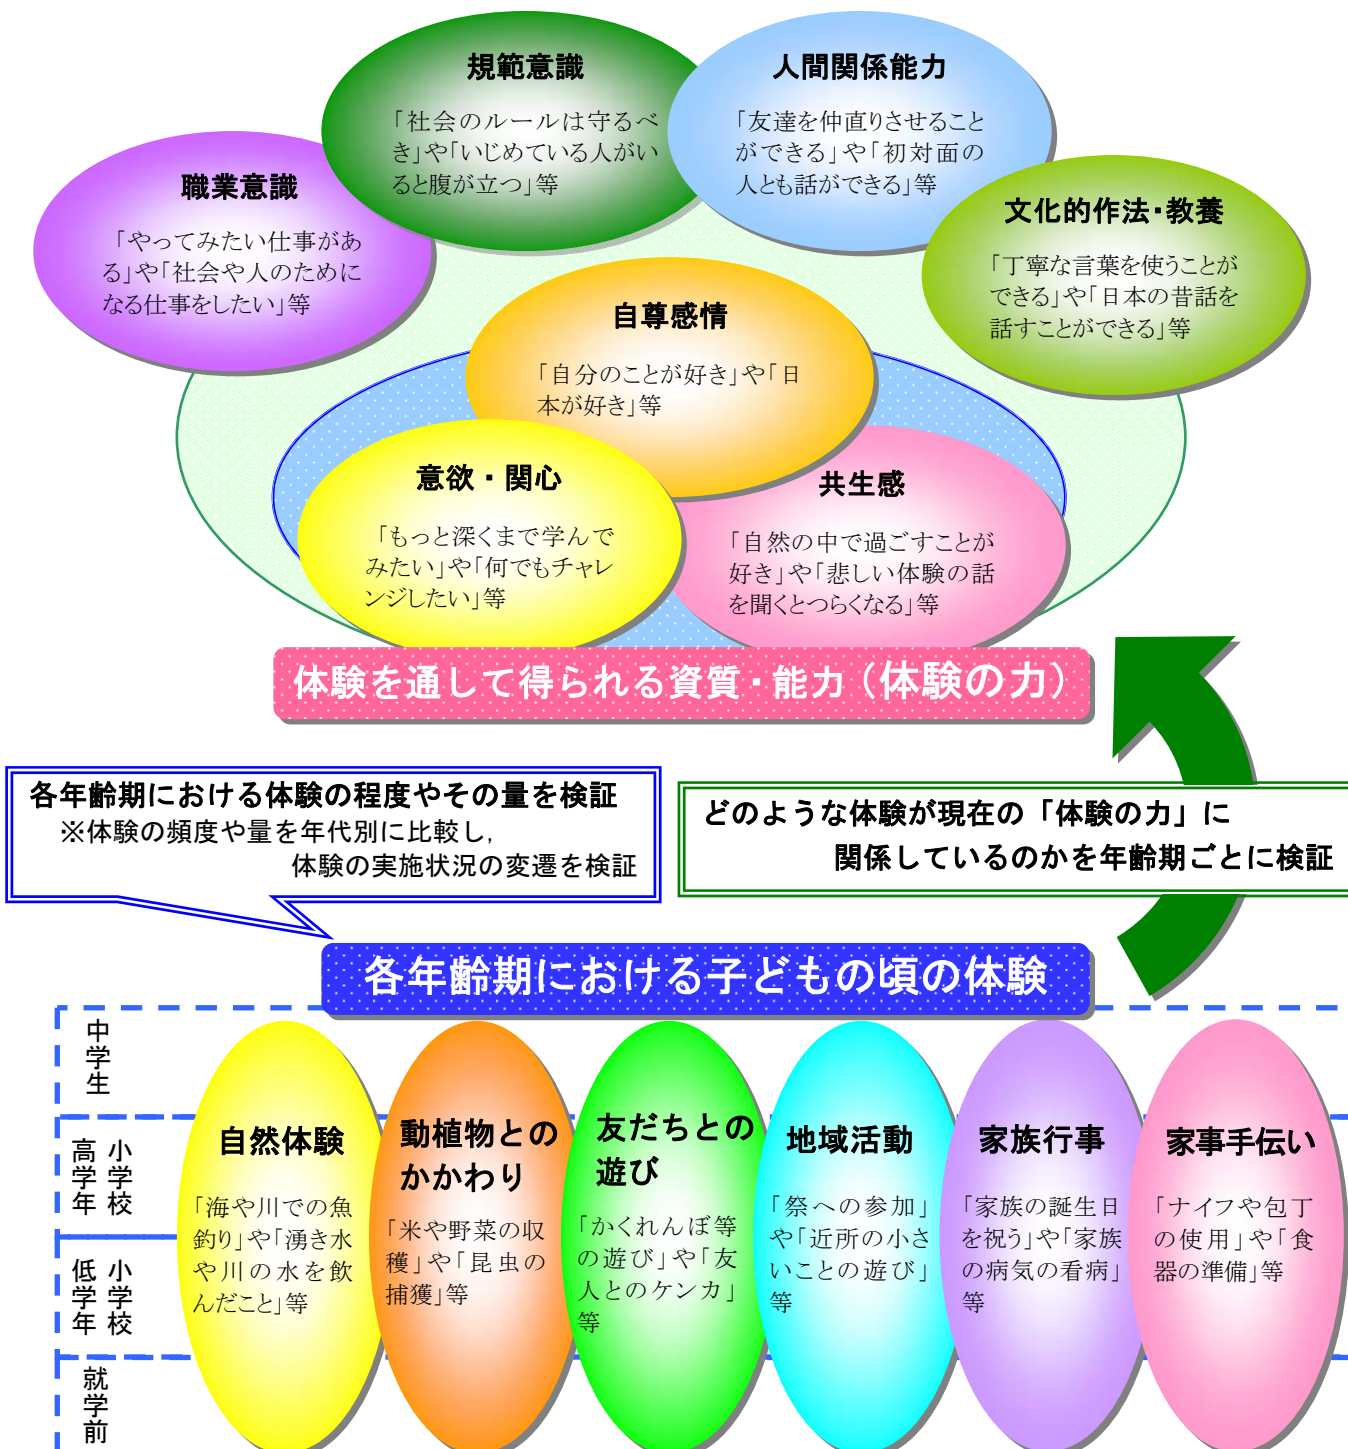 規範意識
「社会のルールは守るべ
き」や「いじめている人がい
ると腹が立つ」等
人間関係能力
「友達を仲直りさせること
ができる」や「初対面の
人とも話ができる」等
職業意識
「やってみたい仕事があ
る」や「社会や人のために
なる仕事をしたい」等
文化的作法・教養
「丁寧な言葉を使うことが
できる」や「日本の昔話を
話すことができる」等
自尊感情
「自分のことが好き」や「日
本が好き」等
意欲・関心
「もっと深くまで学んで
みたい」や「何でもチャレ
ンジしたい」等
共生感
「自然の中で過ごすことが
好き」や「悲しい体験の話
を聞くとつらくなる」等
体験を通して得られる資質・能力（体験の力）
各年齢期における体験の程度やその量を検証
※体験の頻度や量を年代別に比較し，
体験の実施状況の変遷を検証
どのような体験が現在の「体験の力」に
関係しているのかを年齢期ごとに検証
各年齢期における子どもの頃の体験
中学生
小学校
高学年
小学校
低学年
就学前
自然体験
「海や川での魚
釣り」や「湧き水
や川の水を飲
んだこと」等
動植物との
かかわり
「米や野菜の収
穫」や「昆虫の
捕獲」等
友だちとの
遊び
「かくれんぼ等
の遊び」や「友
人とのケンカ」
等
地域活動
「祭への参加」
や「近所の小さ
いことの遊び」
等
家族行事
「家族の誕生日
を祝う」や「家族
の病気の看病」
等
家事手伝い
「ナイフや包丁
の使用」や「食
器の準備」等